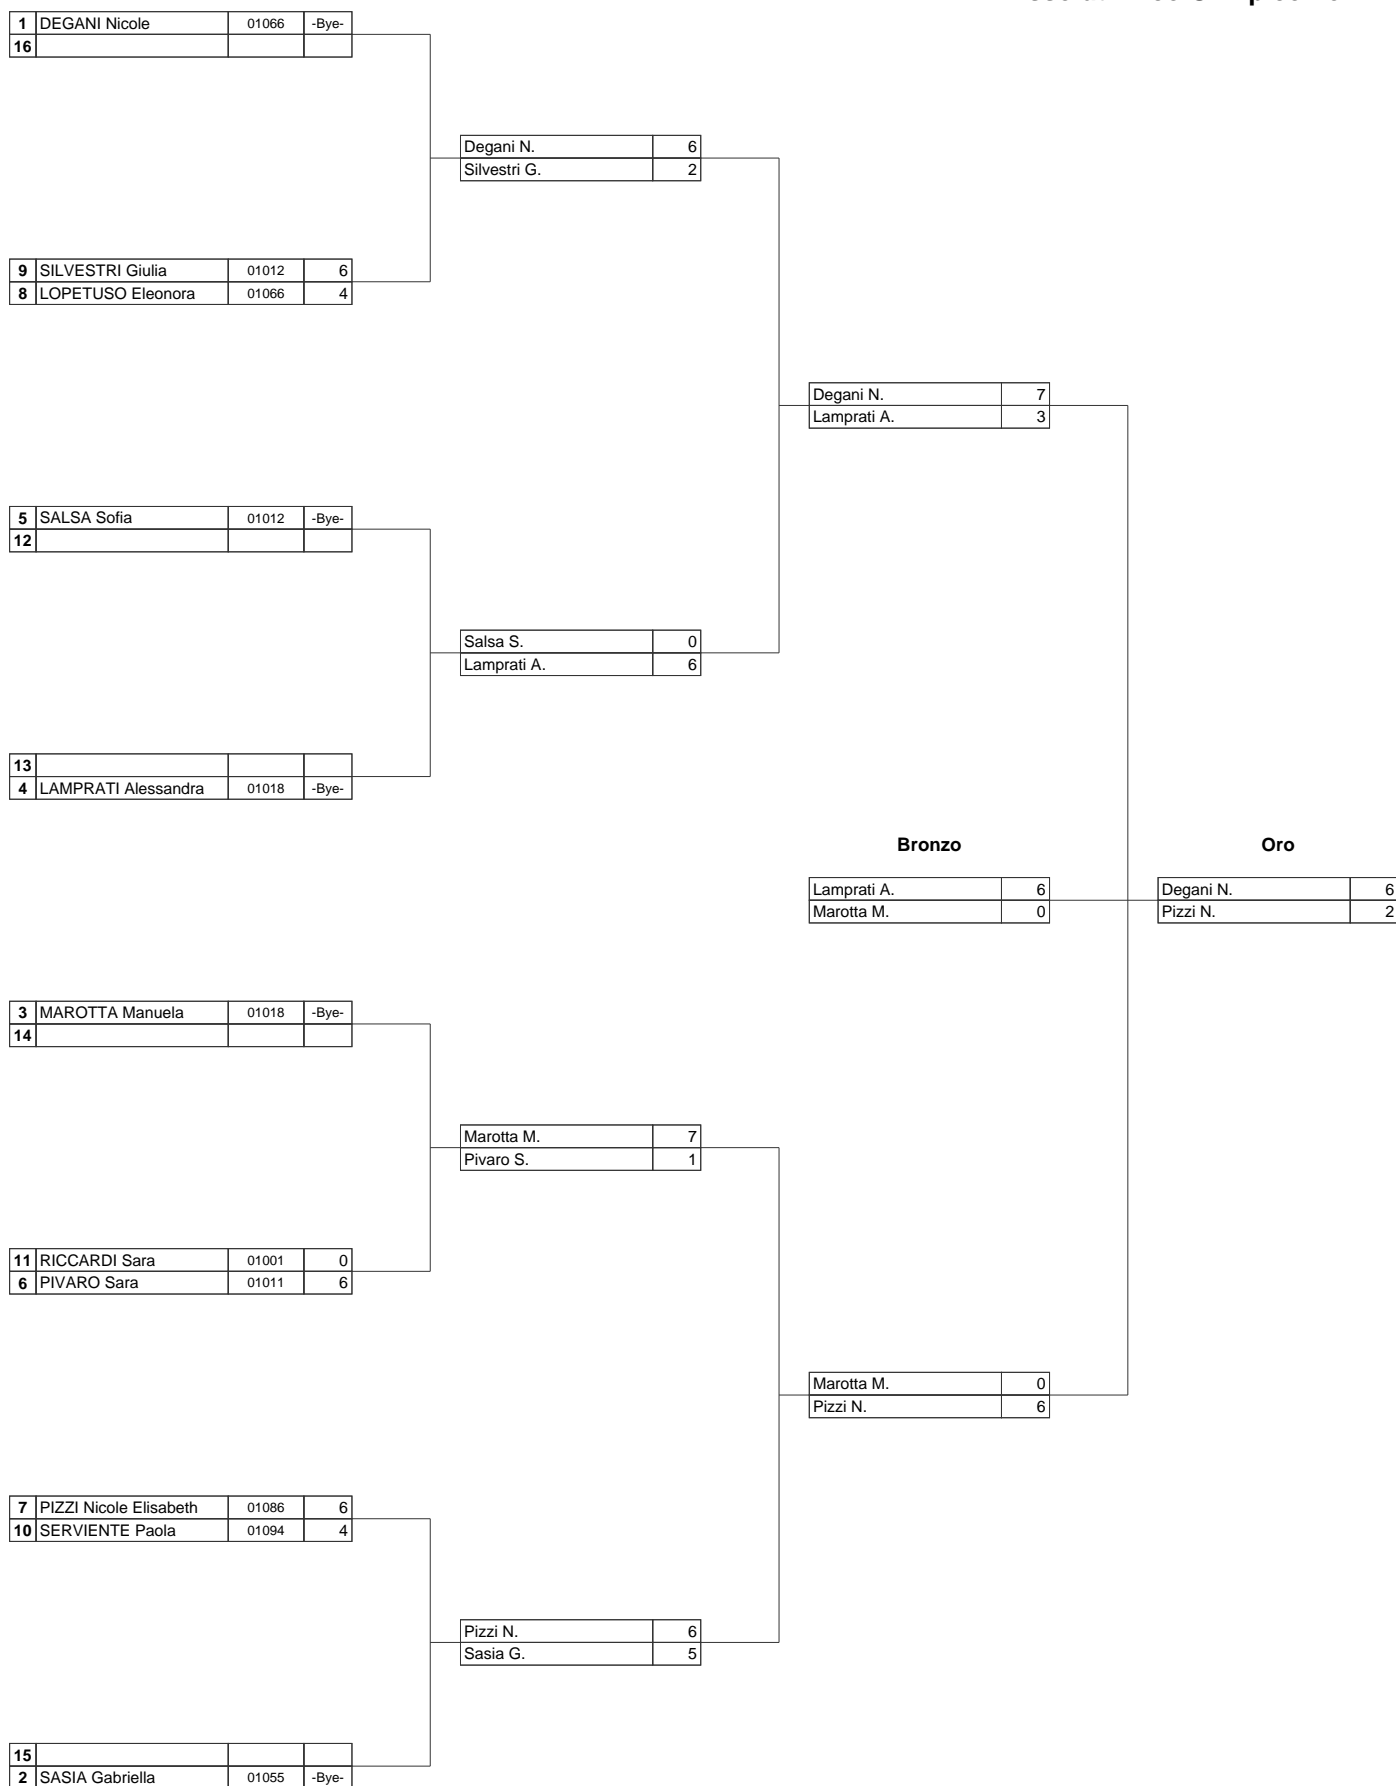 1 DEGANI Nicole 01066 -Bye-
16
Degani N. 6
Silvestri G. 2
9 SILVESTRI Giulia 01012 6
8 LOPETUSO Eleonora 01066 4
Degani N. 7
Lamprati A. 3
5 SALSA Sofia 01012 -Bye-
12
Salsa S. 0
Lamprati A. 6
13
4 LAMPRATI Alessandra 01018 -Bye-
Bronzo Oro
Lamprati A. 6 Degani N. 6
Marotta M. 0 Pizzi N. 2
3 MAROTTA Manuela 01018 -Bye-
14
Marotta M. 7
Pivaro S. 1
11 RICCARDI Sara 01001 0
6 PIVARO Sara 01011 6
Marotta M. 0
Pizzi N. 6
7 PIZZI Nicole Elisabeth 01086 6
10 SERVIENTE Paola 01094 4
Pizzi N. 6
Sasia G. 5
15
2 SASIA Gabriella 01055 -Bye-